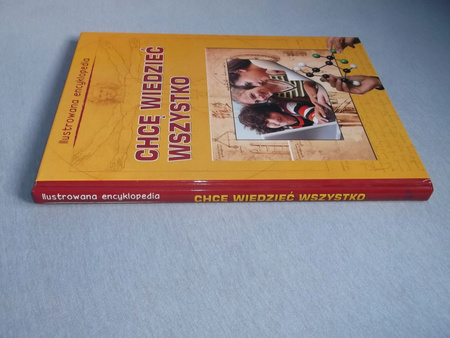 Ilustrowana encyklopedia
CHCĘ WIEDZIEĆ
WSZYSTKO
Ilustrowana encyklopedia CHCĘ WIEDZIEĆ WSZYSTKO